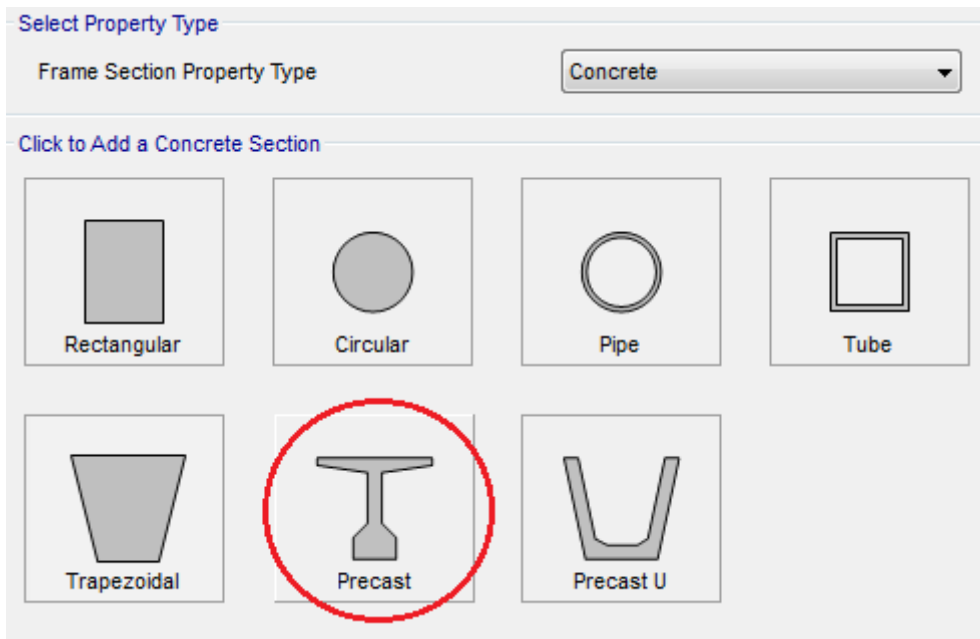 Select Property Type
Frame Section Property Type
Concrete
Click to Add a Concrete Section
Rectangular
Circular
Pipe
Tube
Trapezoidal
Precast
Precast U